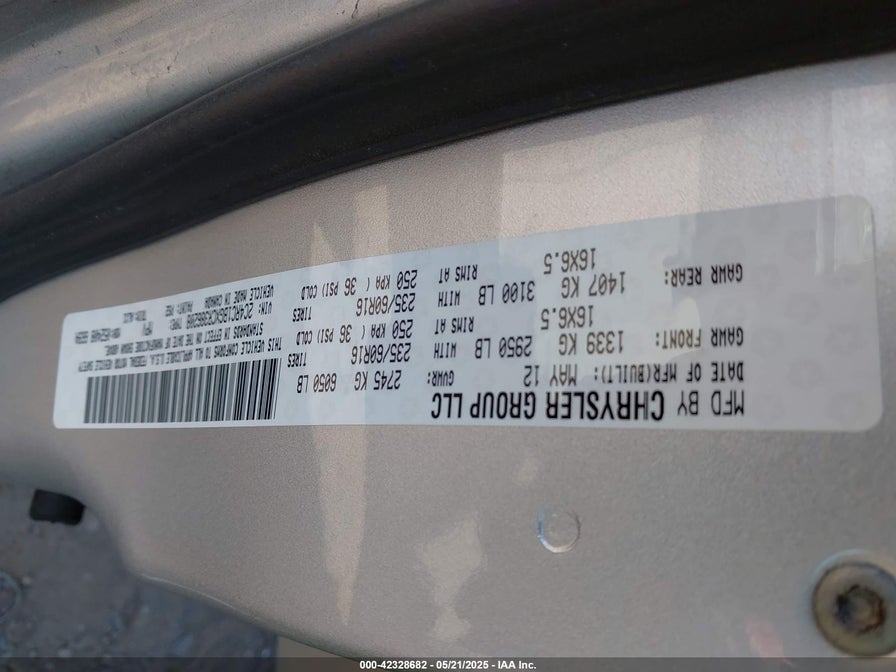 MFD BY CHRYSLER GROUP LLC
DATE OF MFR(BUILT): MAY 12 GVWR: 2745 KG 6050 LB
GAWR FRONT: 1339 KG 2950 LB WITH 235/60R16 TIRES
16X6.5 RIMS AT 250 KPA ( 36 PSI) COLD
GAWR REAR: 1407 KG 3100 LB WITH 235/60R16 TIRES
16X6.5 RIMS AT 250 KPA ( 36 PSI) COLD
THIS VEHICLE CONFORMS TO ALL APPLICABLE U.S.A. FEDERAL MOTOR VEHICLE SAFETY
STANDARDS IN EFFECT ON THE DATE OF MANUFACTURE SHOWN ABOVE.
VIN: TYPE: MPV
VEHICLE MADE IN CANADA PAINT:
000-42328682 - 05/21/2025 - IAA Inc.